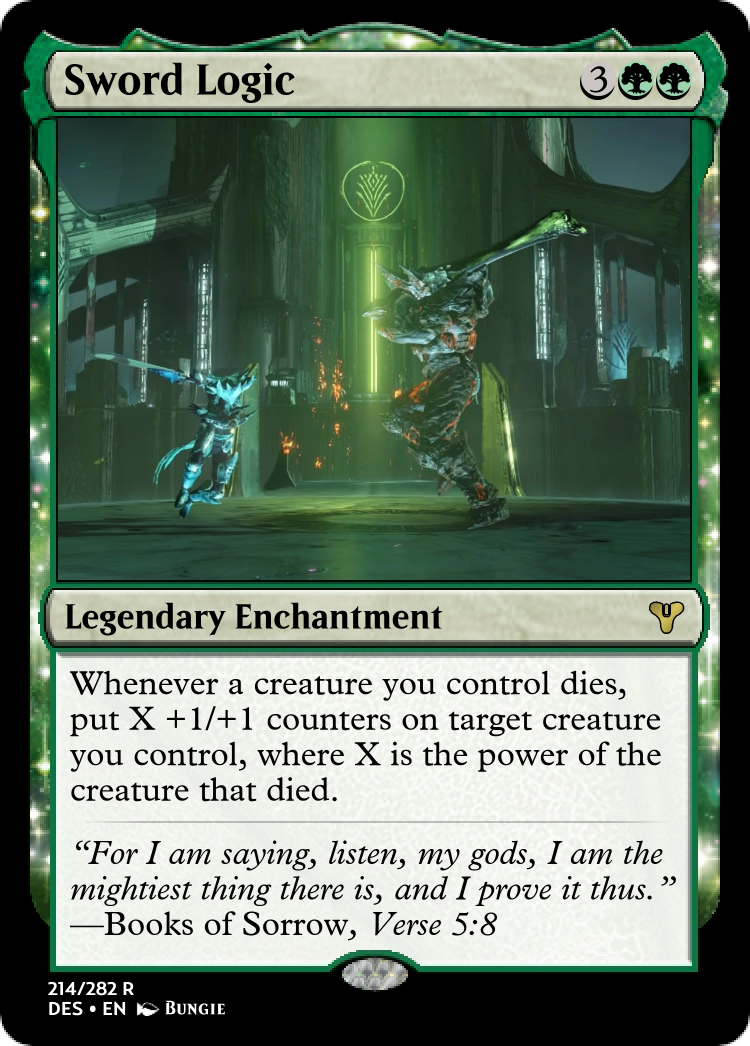 Sword Logic 3
Legendary Enchantment
Whenever a creature you control dies,
put X +1/+1 counters on target creature
you control, where X is the power of the
creature that died.
“For I am saying, listen, my gods, I am the
mightiest thing there is, and I prove it thus.”
—Books of Sorrow, Verse 5:8
214/282 R
DES • EN Bungie